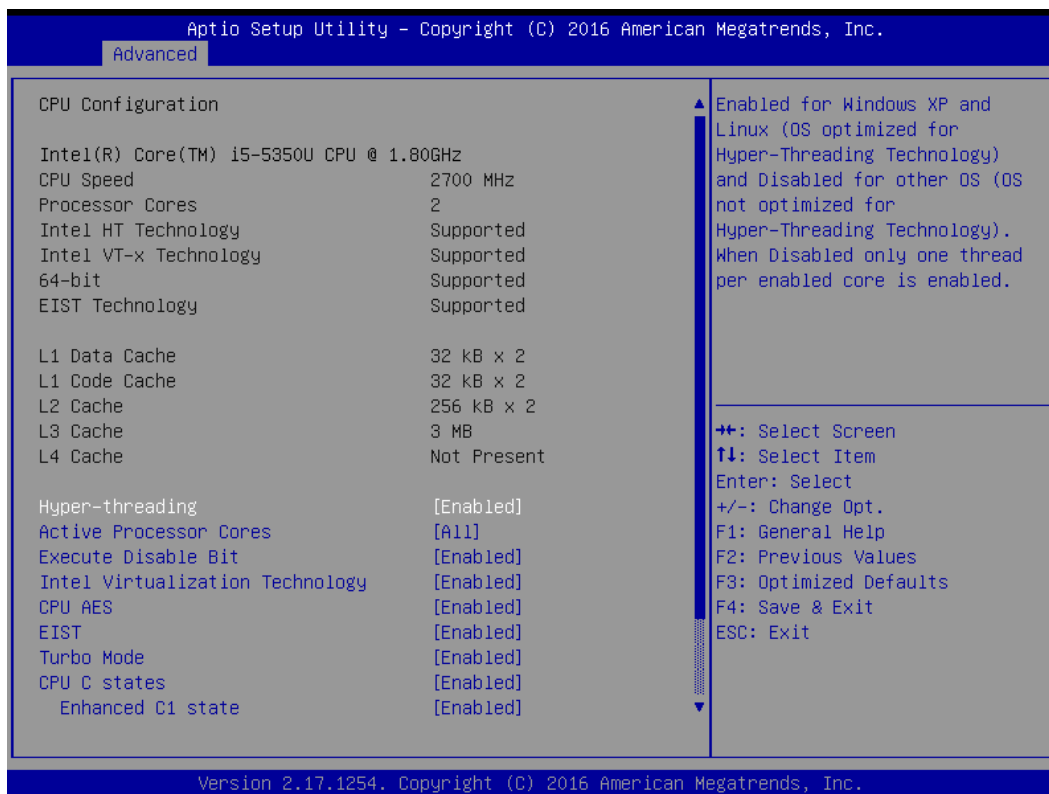 Aptio Setup Utility – Copyright (C) 2016 American Megatrends, Inc.
Advanced
CPU Configuration
Intel(R) Core(TM) i5-5350U CPU @ 1.80GHz
CPU Speed 2700 MHz
Processor Cores 2
Intel HT Technology Supported
Intel VT-x Technology Supported
64-bit Supported
EIST Technology Supported
L1 Data Cache 32 kB x 2
L1 Code Cache 32 kB x 2
L2 Cache 256 kB x 2
L3 Cache 3 MB
L4 Cache Not Present
Hyper-threading [Enabled]
Active Processor Cores [All]
Execute Disable Bit [Enabled]
Intel Virtualization Technology [Enabled]
CPU AES [Enabled]
EIST [Enabled]
Turbo Mode [Enabled]
CPU C states [Enabled]
Enhanced C1 state [Enabled]
Enabled for Windows XP and
Linux (OS optimized for
Hyper-Threading Technology)
and Disabled for other OS (OS
not optimized for
Hyper-Threading Technology).
When Disabled only one thread
per enabled core is enabled.
→←: Select Screen
↑↓: Select Item
Enter: Select
+/-: Change Opt.
F1: General Help
F2: Previous Values
F3: Optimized Defaults
F4: Save & Exit
ESC: Exit
Version 2.17.1254. Copyright (C) 2016 American Megatrends, Inc.